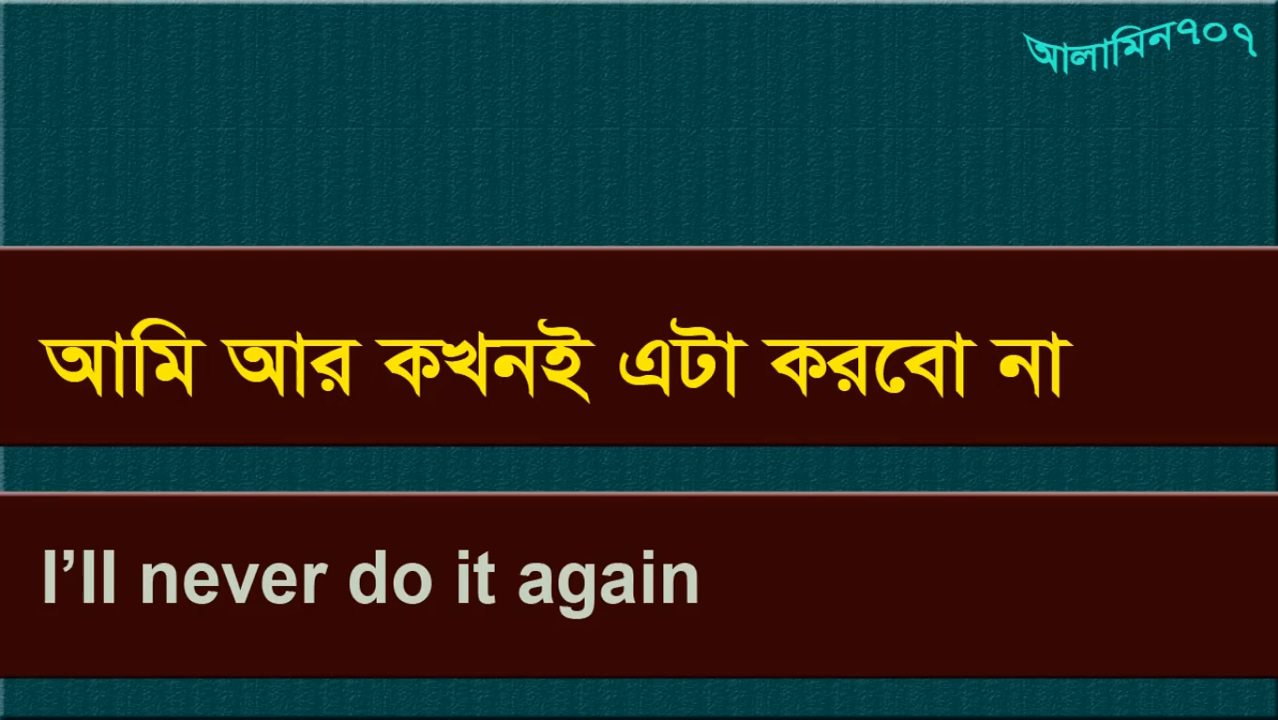 আলামিন৭০৭
আমি আর কখনই এটা করবো না
I’ll never do it again